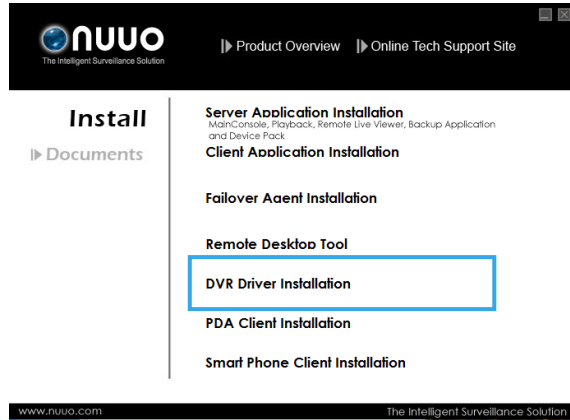 nuuo
The Intelligent Surveillance Solution
Product Overview
Online Tech Support Site
Install
Documents
Server Application Installation
MainConsole, Playback, Remote Live Viewer, Backup Application
and Device Pack
Client Application Installation
Failover Agent Installation
Remote Desktop Tool
DVR Driver Installation
PDA Client Installation
Smart Phone Client Installation
www.nuuo.com
The Intelligent Surveillance Solution